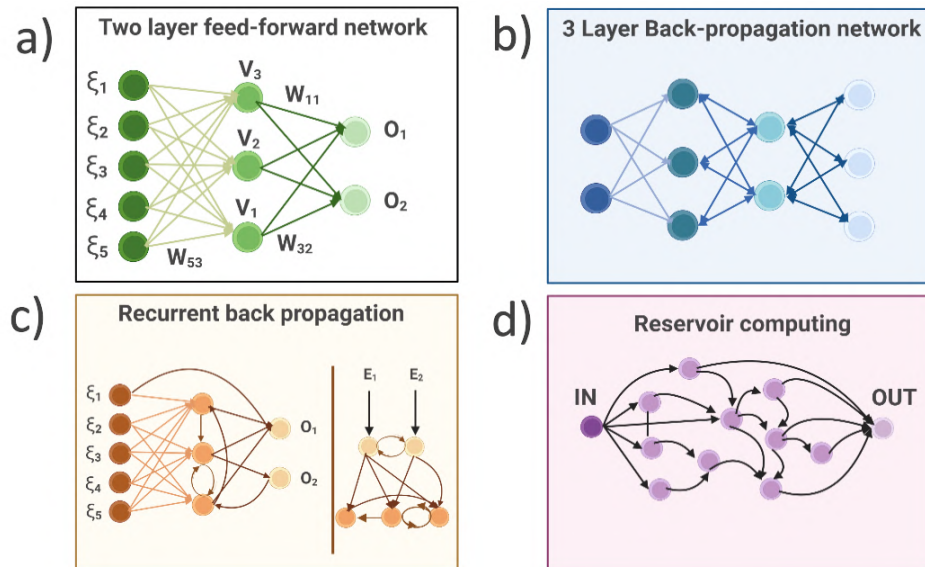 a)
Two layer feed-forward network
ξ1
ξ2
ξ3
ξ4
ξ5
V3
V2
V1
W11
W53
W32
O1
O2
b)
3 Layer Back-propagation network
c)
Recurrent back propagation
ξ1
ξ2
ξ3
ξ4
ξ5
O1
O2
E1 E2
d)
Reservoir computing
IN
OUT